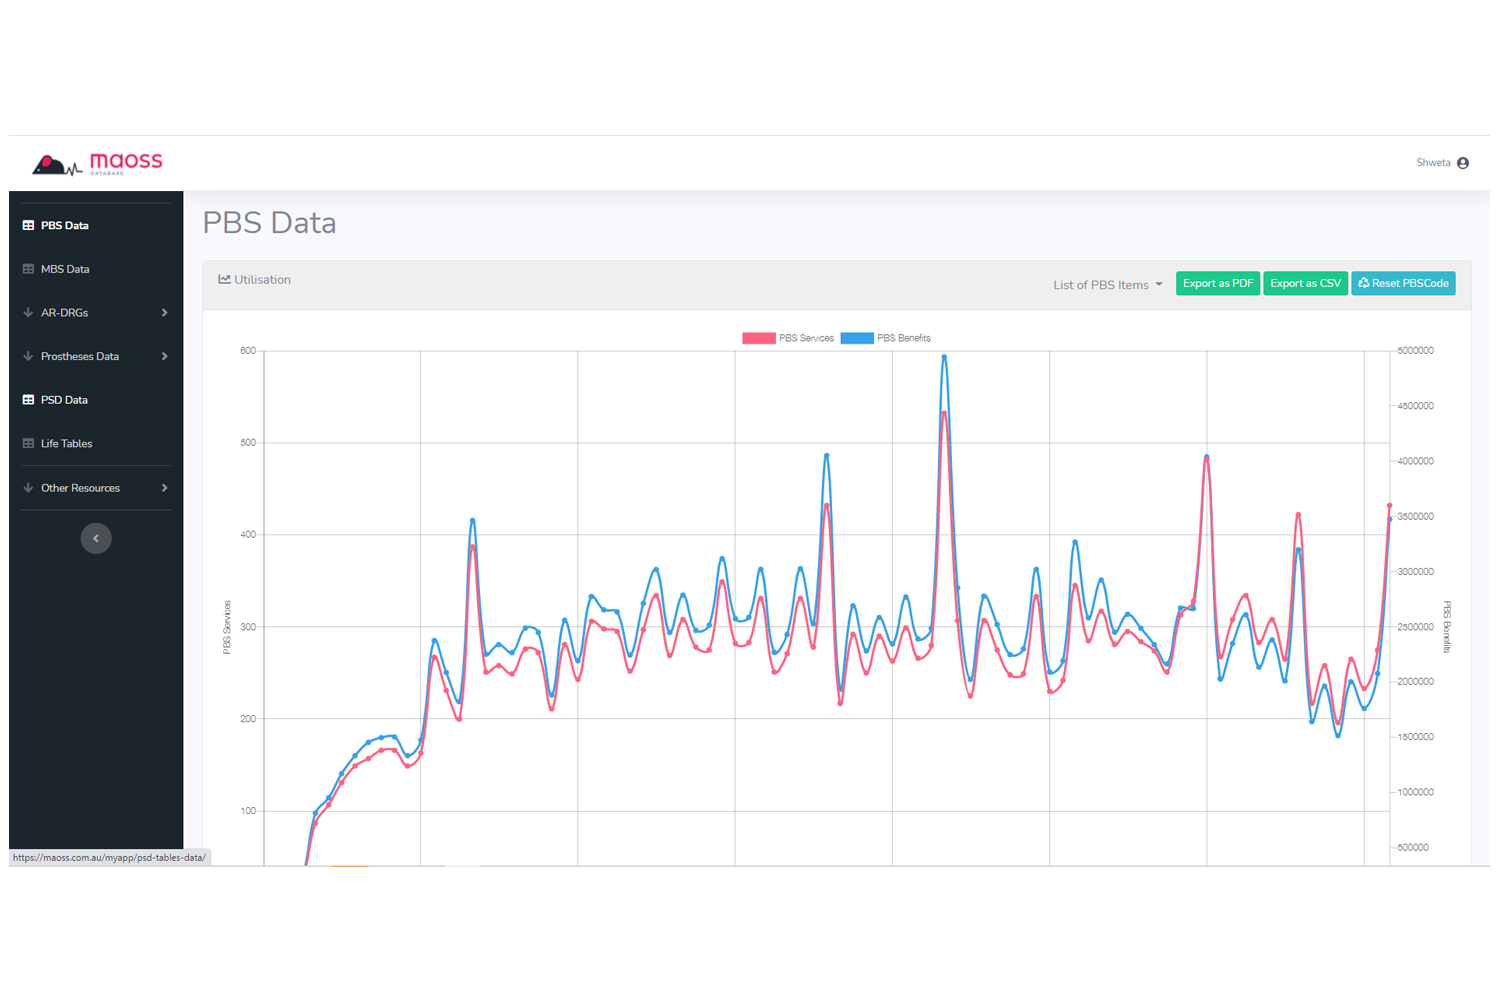 maoss
DATABASE
Shweta
PBS Data
MBS Data
AR-DRGs
Prostheses Data
PSD Data
Life Tables
Other Resources
https://maoss.com.au/myapp/psd-tables-data/
PBS Data
Utilisation
List of PBS Items
Export as PDF
Export as CSV
Reset PBSCode
PBS Services
PBS Benefits
600
500
400
300
200
100
PBS Services
5000000
4500000
4000000
3500000
3000000
2500000
2000000
1500000
1000000
500000
PBS Benefits